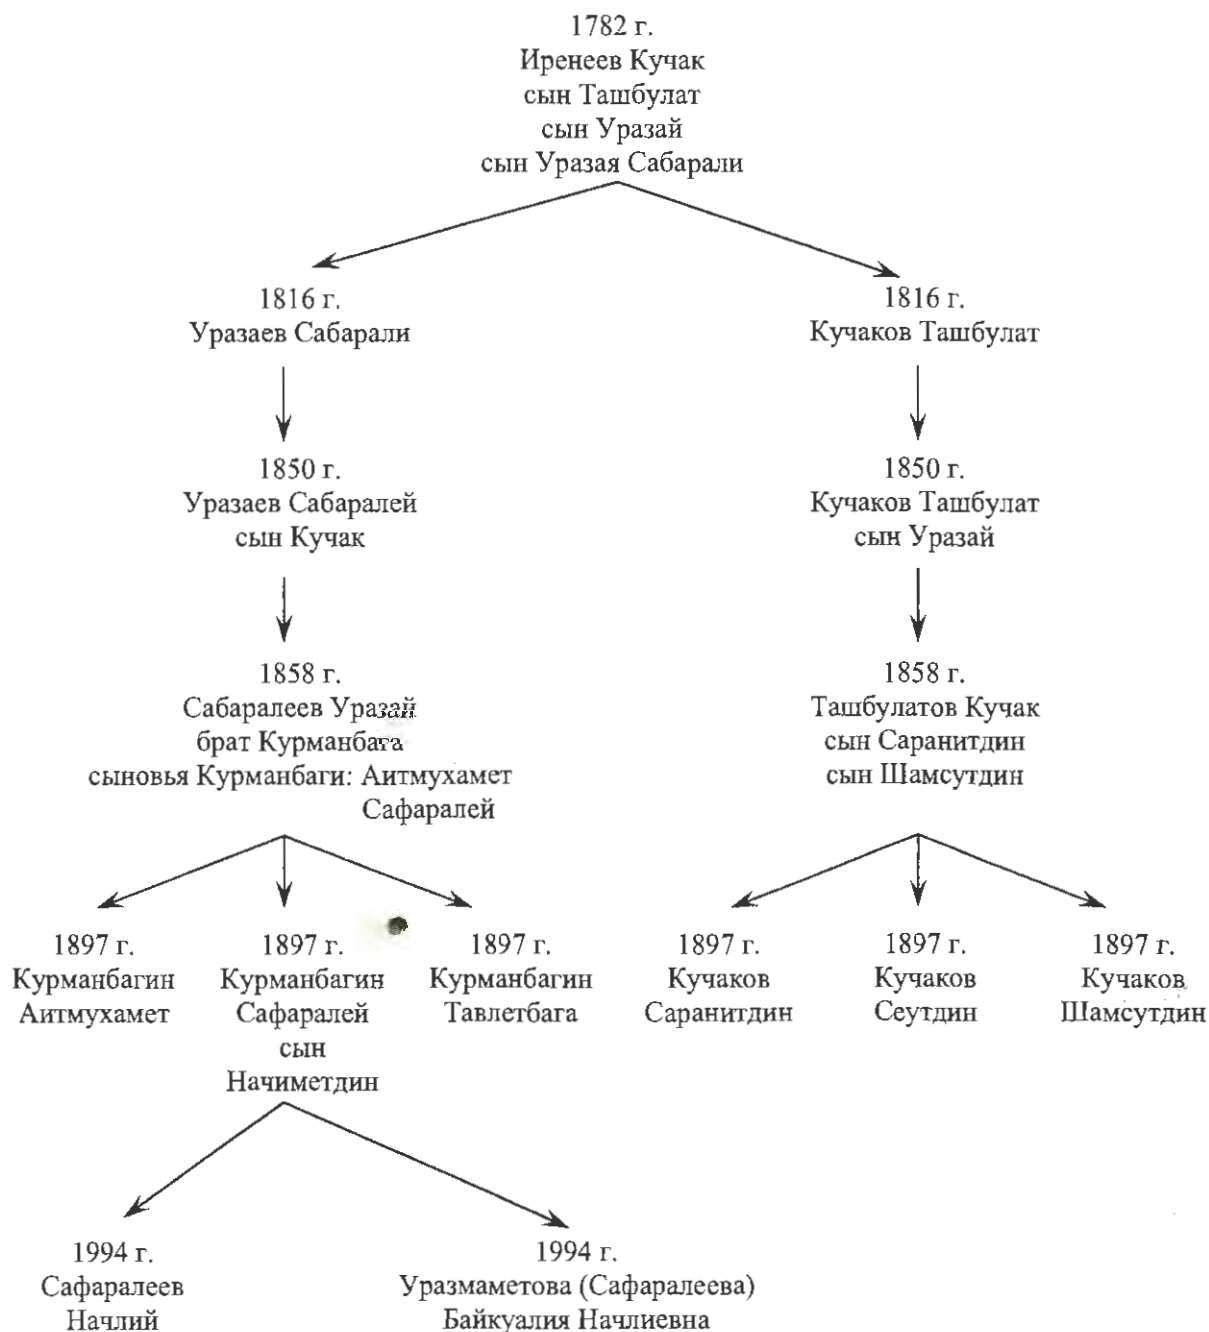 1782 г.
Иренеев Кучак
сын Ташбулат
сын Уразай
сын Уразая Сабарали
1816 г.
Уразаев Сабарали
1816 г.
Кучаков Ташбулат
1850 г.
Уразаев Сабаралей
сын Кучак
1850 г.
Кучаков Ташбулат
сын Уразай
1858 г.
Сабаралеев Уразай
брат Курманбага
сыновья Курманбаги: Аитмухамет
Сафаралей
1858 г.
Ташбулатов Кучак
сын Саранитдин
сын Шамсутдин
1897 г.
Курманбагин
Аитмухамет
1897 г.
Курманбагин
Сафаралей
сын
Начиметдин
1897 г.
Курманбагин
Тавлетбага
1897 г.
Кучаков
Саранитдин
1897 г.
Кучаков
Сеутдин
1897 г.
Кучаков
Шамсутдин
1994 г.
Сафаралеев
Начлий
1994 г.
Уразмаметова (Сафаралеева)
Байкуалия Начлиевна